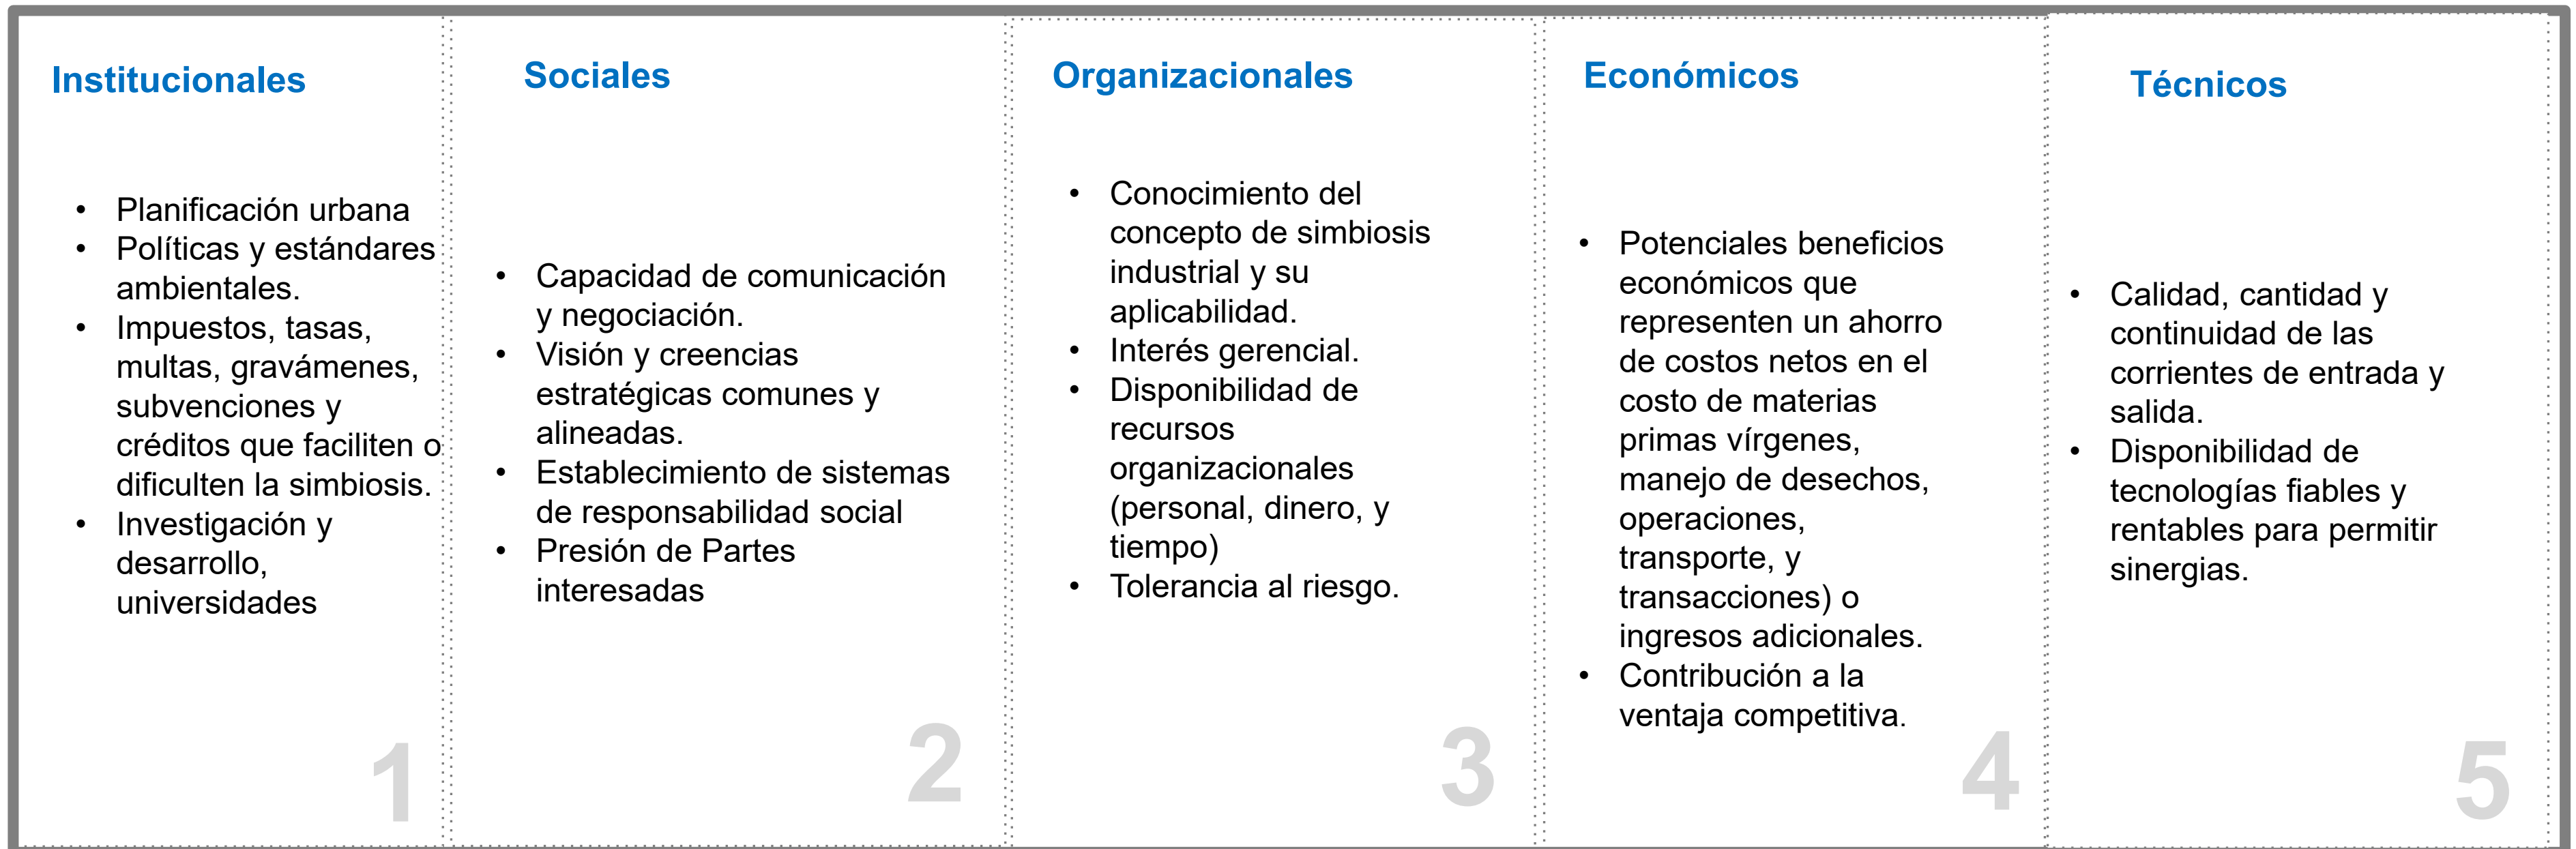 Institucionales
• Planificación urbana
• Políticas y estándares
ambientales.
• Impuestos, tasas,
multas, gravámenes,
subvenciones y
créditos que faciliten o
dificulten la simbiosis.
• Investigación y
desarrollo,
universidades
1
Sociales
• Capacidad de comunicación
y negociación.
• Visión y creencias
estratégicas comunes y
alineadas.
• Establecimiento de sistemas
de responsabilidad social
• Presión de Partes
interesadas
2
Organizacionales
• Conocimiento del
concepto de simbiosis
industrial y su
aplicabilidad.
• Interés gerencial.
• Disponibilidad de
recursos
organizacionales
(personal, dinero, y
tiempo)
• Tolerancia al riesgo.
3
Económicos
• Potenciales beneficios
económicos que
representen un ahorro
de costos netos en el
costo de materias
primas vírgenes,
manejo de desechos,
operaciones,
transporte, y
transacciones) o
ingresos adicionales.
• Contribución a la
ventaja competitiva.
4
Técnicos
• Calidad, cantidad y
continuidad de las
corrientes de entrada y
salida.
• Disponibilidad de
tecnologías fiables y
rentables para permitir
sinergias.
5